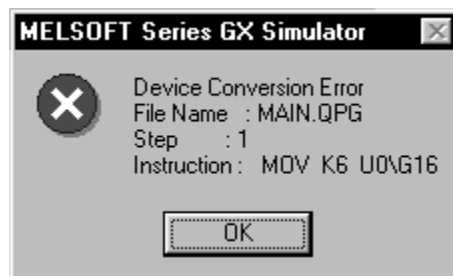 MELSOFT Series GX Simulator
Device Conversion Error
File Name : MAIN.QPG
Step : 1
Instruction : MOV K6 U0\G16
OK